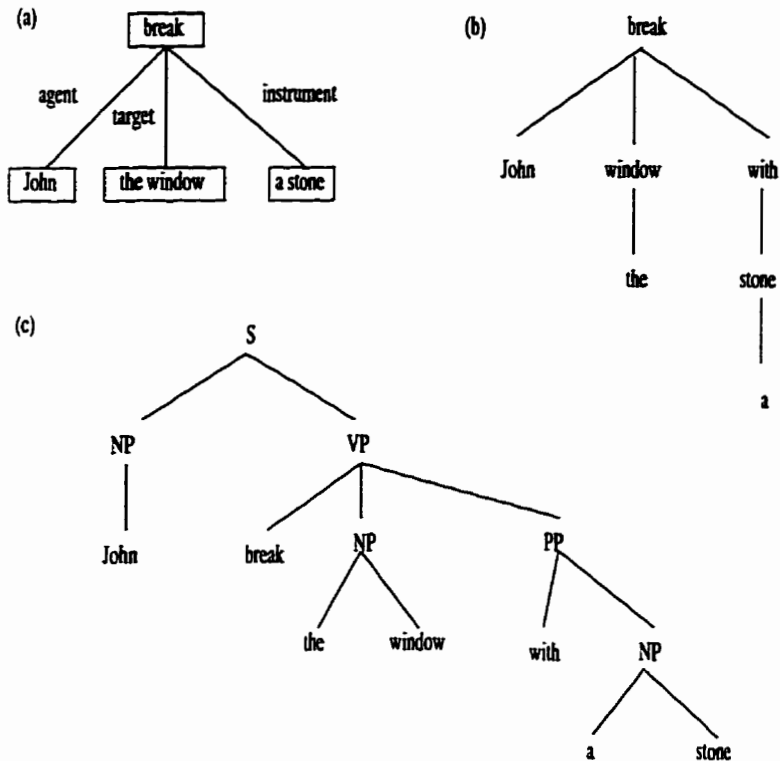 (a)
break
agent
target
instrument
John
the window
a stone
(b)
break
John
window
with
the
stone
a
(c)
S
NP
VP
John
break
NP
PP
the
window
with
NP
a
stone